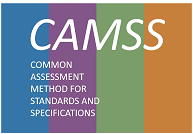 CAMSS
COMMON
ASSESSMENT
METHOD FOR
STANDARDS AND
SPECIFICATIONS